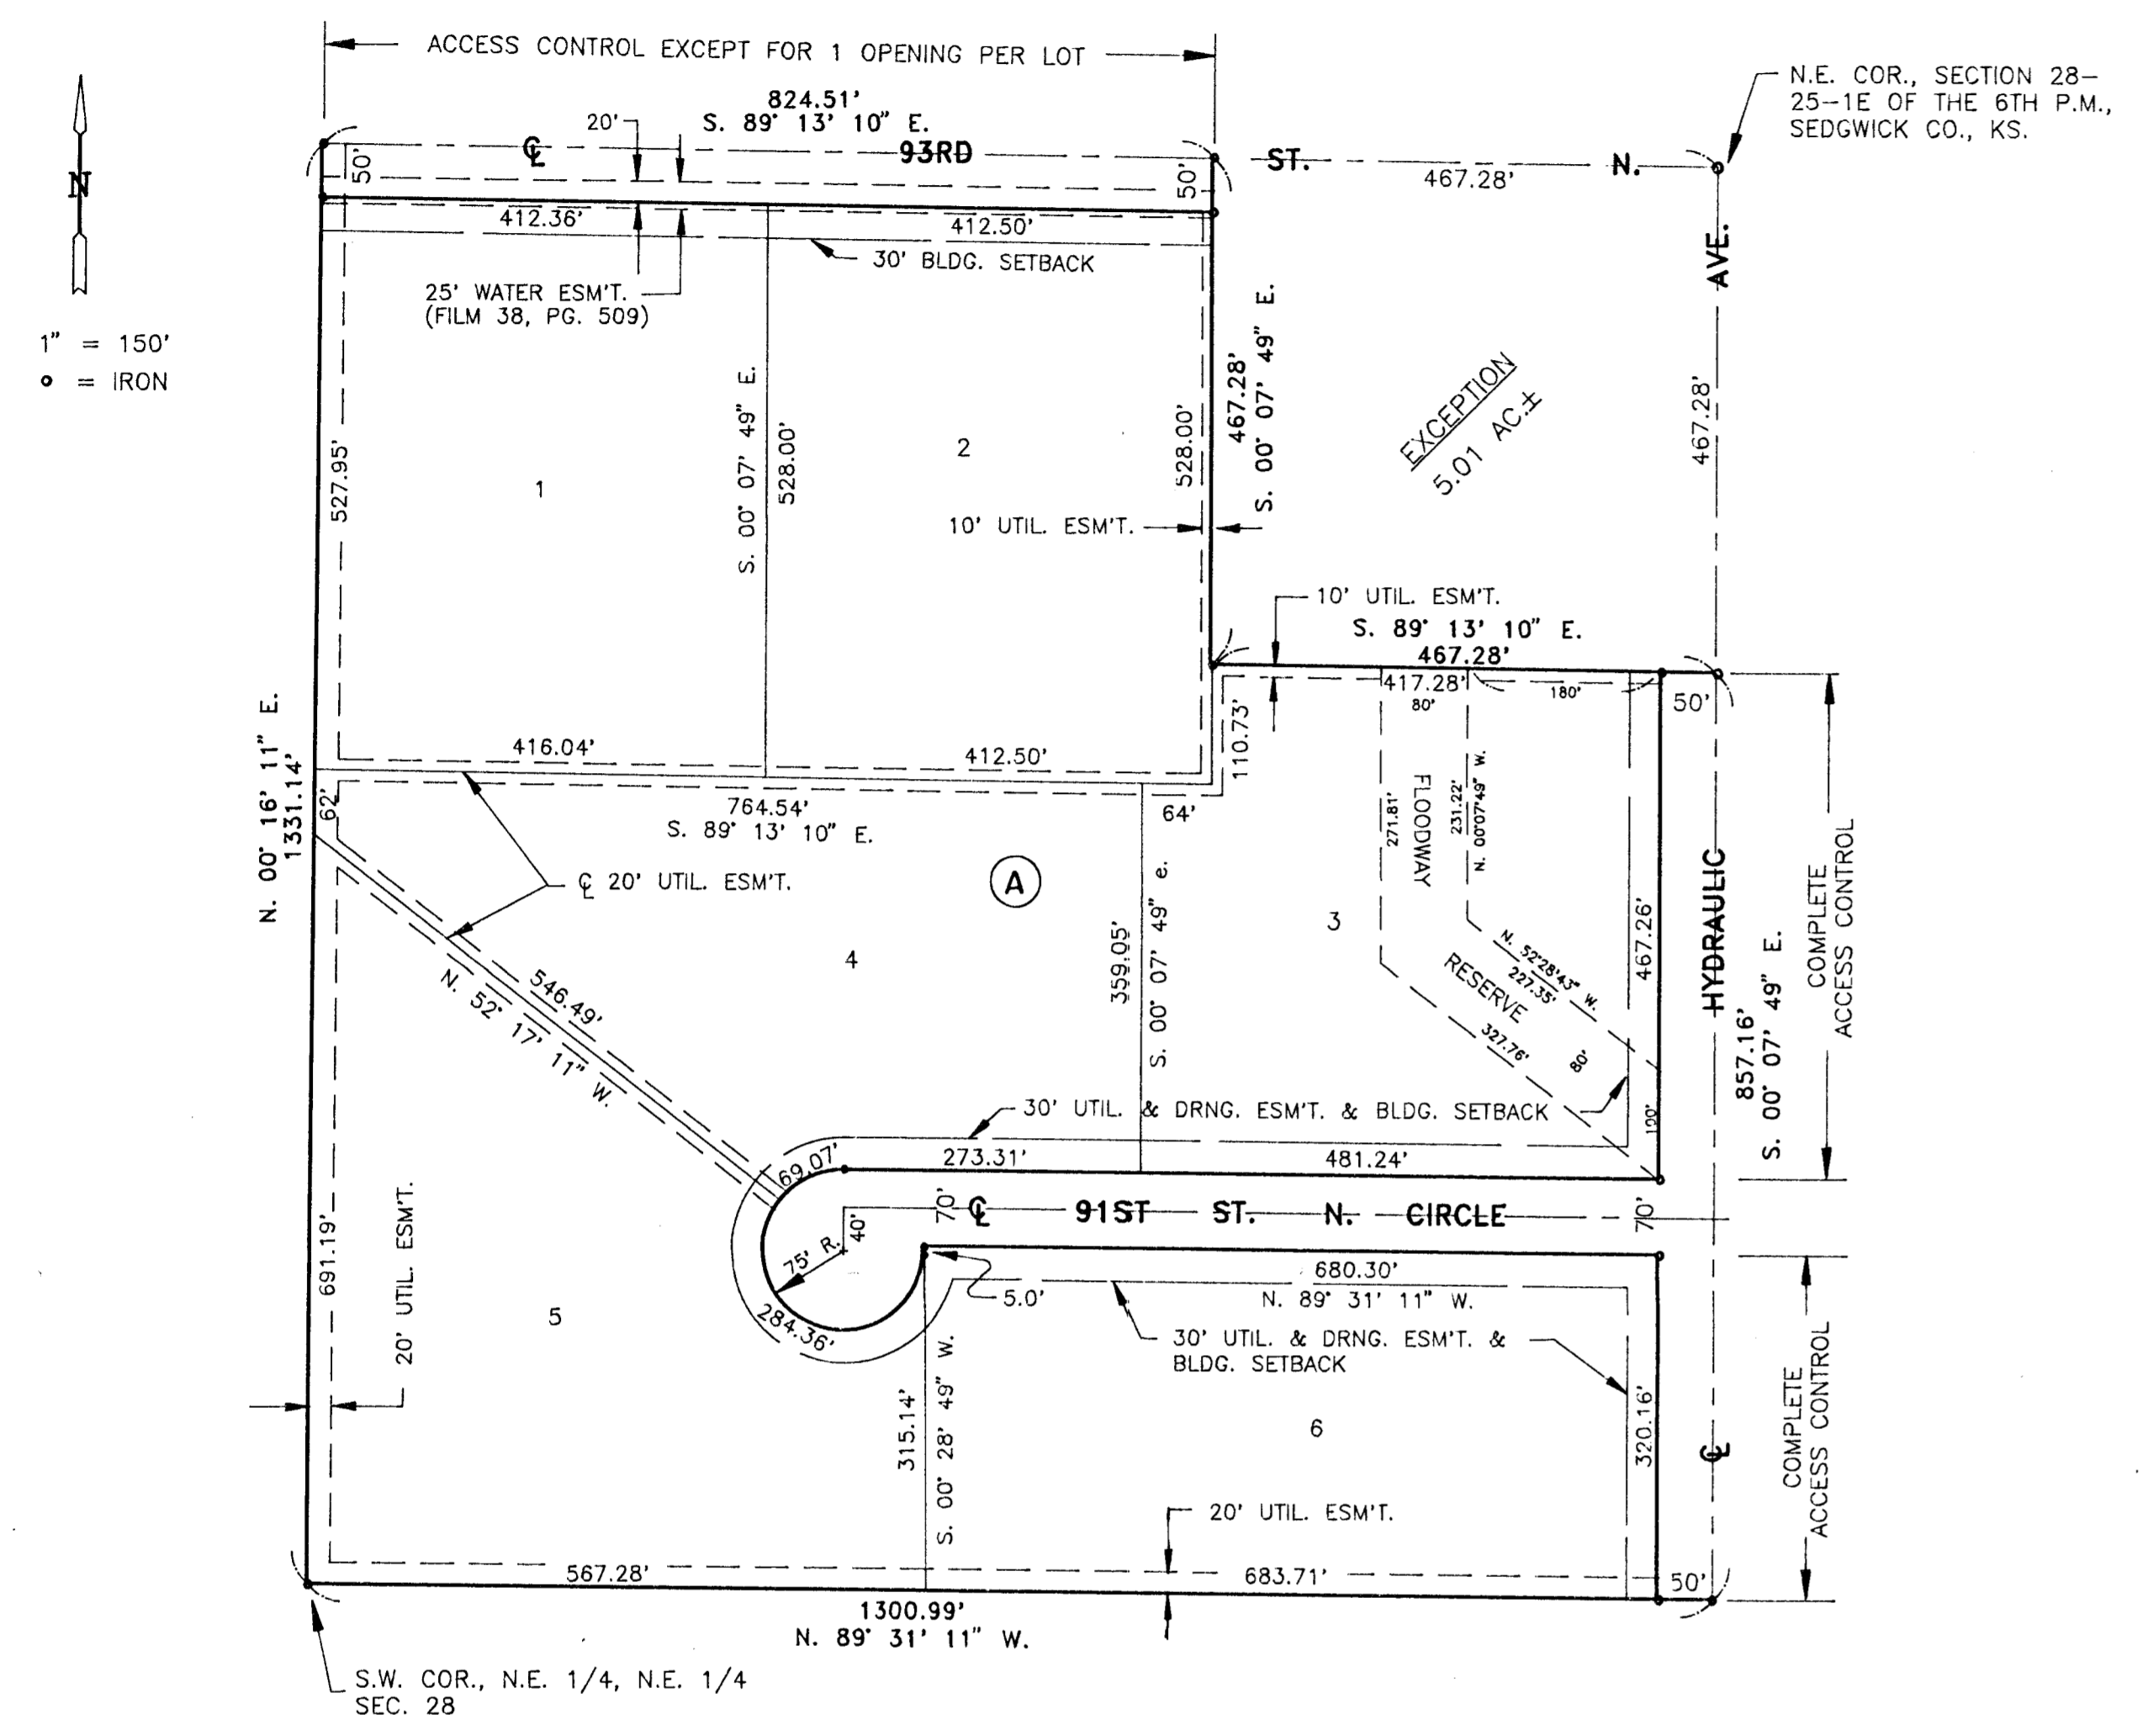 ACCESS CONTROL EXCEPT FOR 1 OPENING PER LOT
824.51'
S. 89° 13' 10" E.
20'
N.E. COR., SECTION 28-
25-1E OF THE 6TH P.M.,
SEDGWICK CO., KS.
N
1" = 150'
o = IRON
50'
℄ 93RD ST. N.
50'
467.28'
412.36'
412.50'
30' BLDG. SETBACK
25' WATER ESM'T.
(FILM 38, PG. 509)
AVE.
S. 00° 07' 49" E.
528.00'
527.95'
1
2
528.00'
467.28'
S. 00° 07' 49" E.
EXCEPTION
5.01 AC.±
467.28'
10' UTIL. ESM'T.
10' UTIL. ESM'T.
S. 89° 13' 10" E.
467.28'
417.28'
80'
180'
50'
110.73'
N. 00° 16' 11" E.
1331.14'
416.04'
412.50'
62'
764.54'
S. 89° 13' 10" E.
64'
℄ 20' UTIL. ESM'T.
A
271.81'
FLOODWAY
231.22'
N. 00°07'49" W.
3
4
359.05'
S. 00° 07' 49" e.
N. 52°28'43" W.
227.35'
RESERVE
327.76'
80'
467.26'
100'
HYDRAULIC
857.16'
S. 00° 07' 49" E.
COMPLETE
ACCESS CONTROL
546.49'
N. 52° 17' 11" W.
30' UTIL. & DRNG. ESM'T. & BLDG. SETBACK
69.07'
273.31'
481.24'
70'
℄ 91ST ST. N. CIRCLE
70'
40'
75' R.
284.36'
5.0'
680.30'
N. 89° 31' 11" W.
30' UTIL. & DRNG. ESM'T. &
BLDG. SETBACK
691.19'
20' UTIL. ESM'T.
5
315.14'
S. 00° 28' 49" W.
6
320.16'
℄
COMPLETE
ACCESS CONTROL
20' UTIL. ESM'T.
567.28'
683.71'
50'
1300.99'
N. 89° 31' 11" W.
S.W. COR., N.E. 1/4, N.E. 1/4
SEC. 28